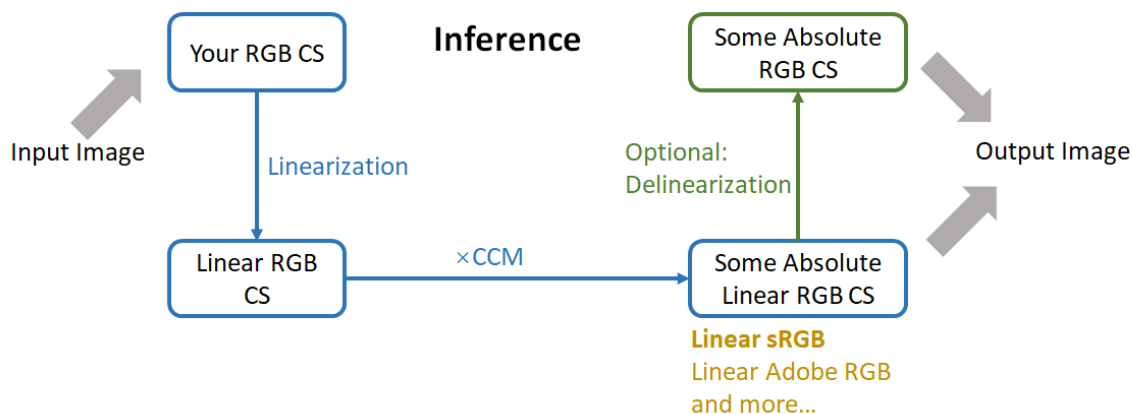 Inference
Your RGB CS
Input Image
Linearization
Linear RGB
CS
×CCM
Some Absolute
Linear RGB CS
Linear sRGB
Linear Adobe RGB
and more...
Optional:
Delinearization
Some Absolute
RGB CS
Output Image